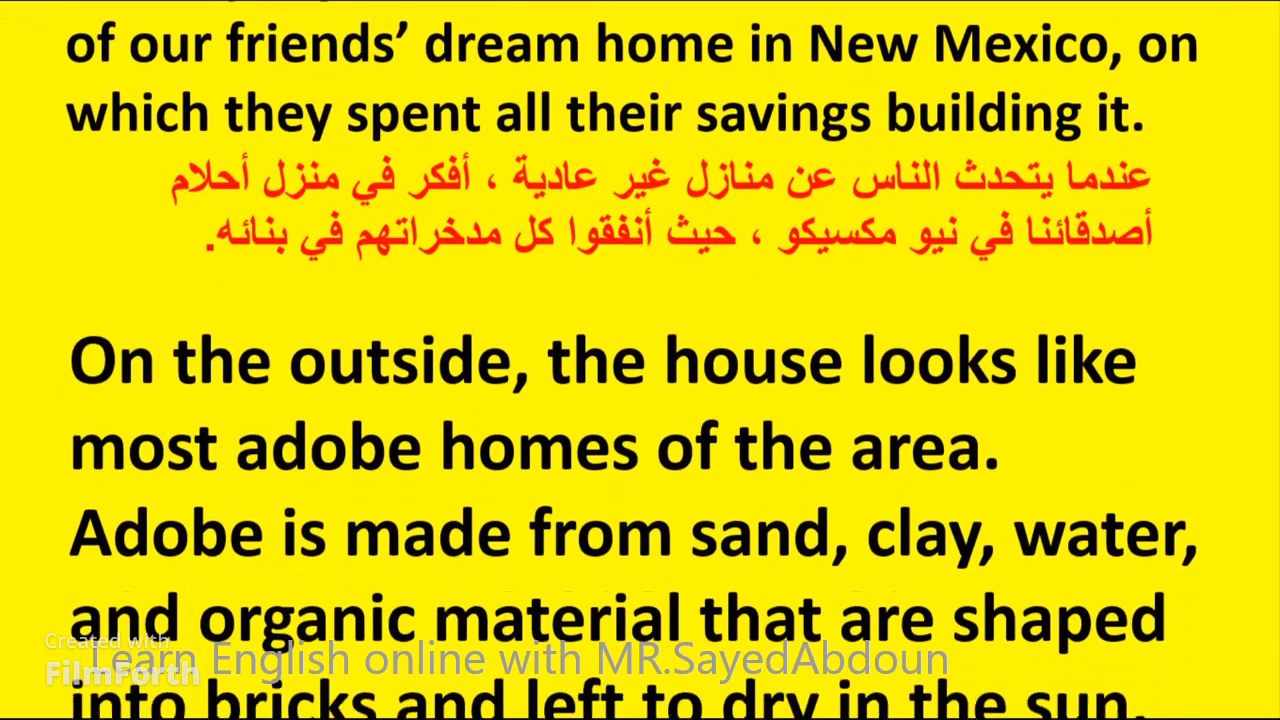 of our friends’ dream home in New Mexico, on
which they spent all their savings building it.
عندما يتحدث الناس عن منازل غير عادية ، أفكر في منزل أحلام
أصدقائنا في نيو مكسيكو ، حيث أنفقوا كل مدخراتهم في بنائه.
On the outside, the house looks like
most adobe homes of the area.
Adobe is made from sand, clay, water,
and organic material that are shaped
Created with
FilmForth
Learn English online with MR.SayedAbdoun
into bricks and left to dry in the sun.